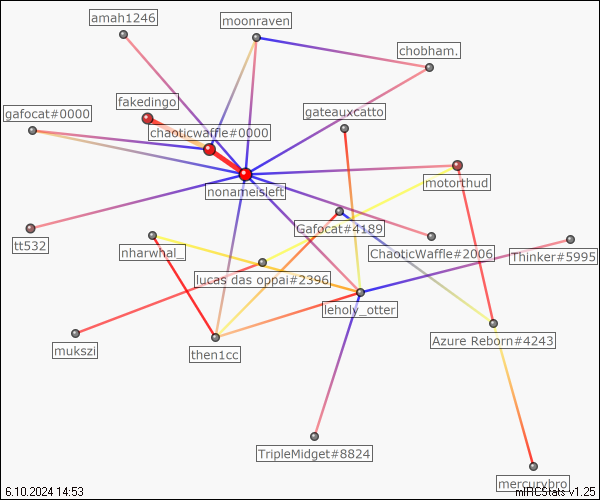 amah1246
moonraven
chobham.
fakedingo
gafocat#0000
gateauxcatto
chaoticwaffle#0000
motorthud
nonameisleft
Gafocat#4189
tt532
nharwhal_
ChaoticWaffle#2006
Thinker#5995
lucas das oppai#2396
leholy_otter
mukszi
then1cc
Azure Reborn#4243
TripleMidget#8824
mercurybro
6.10.2024 14:53
mIRCStats v1.25